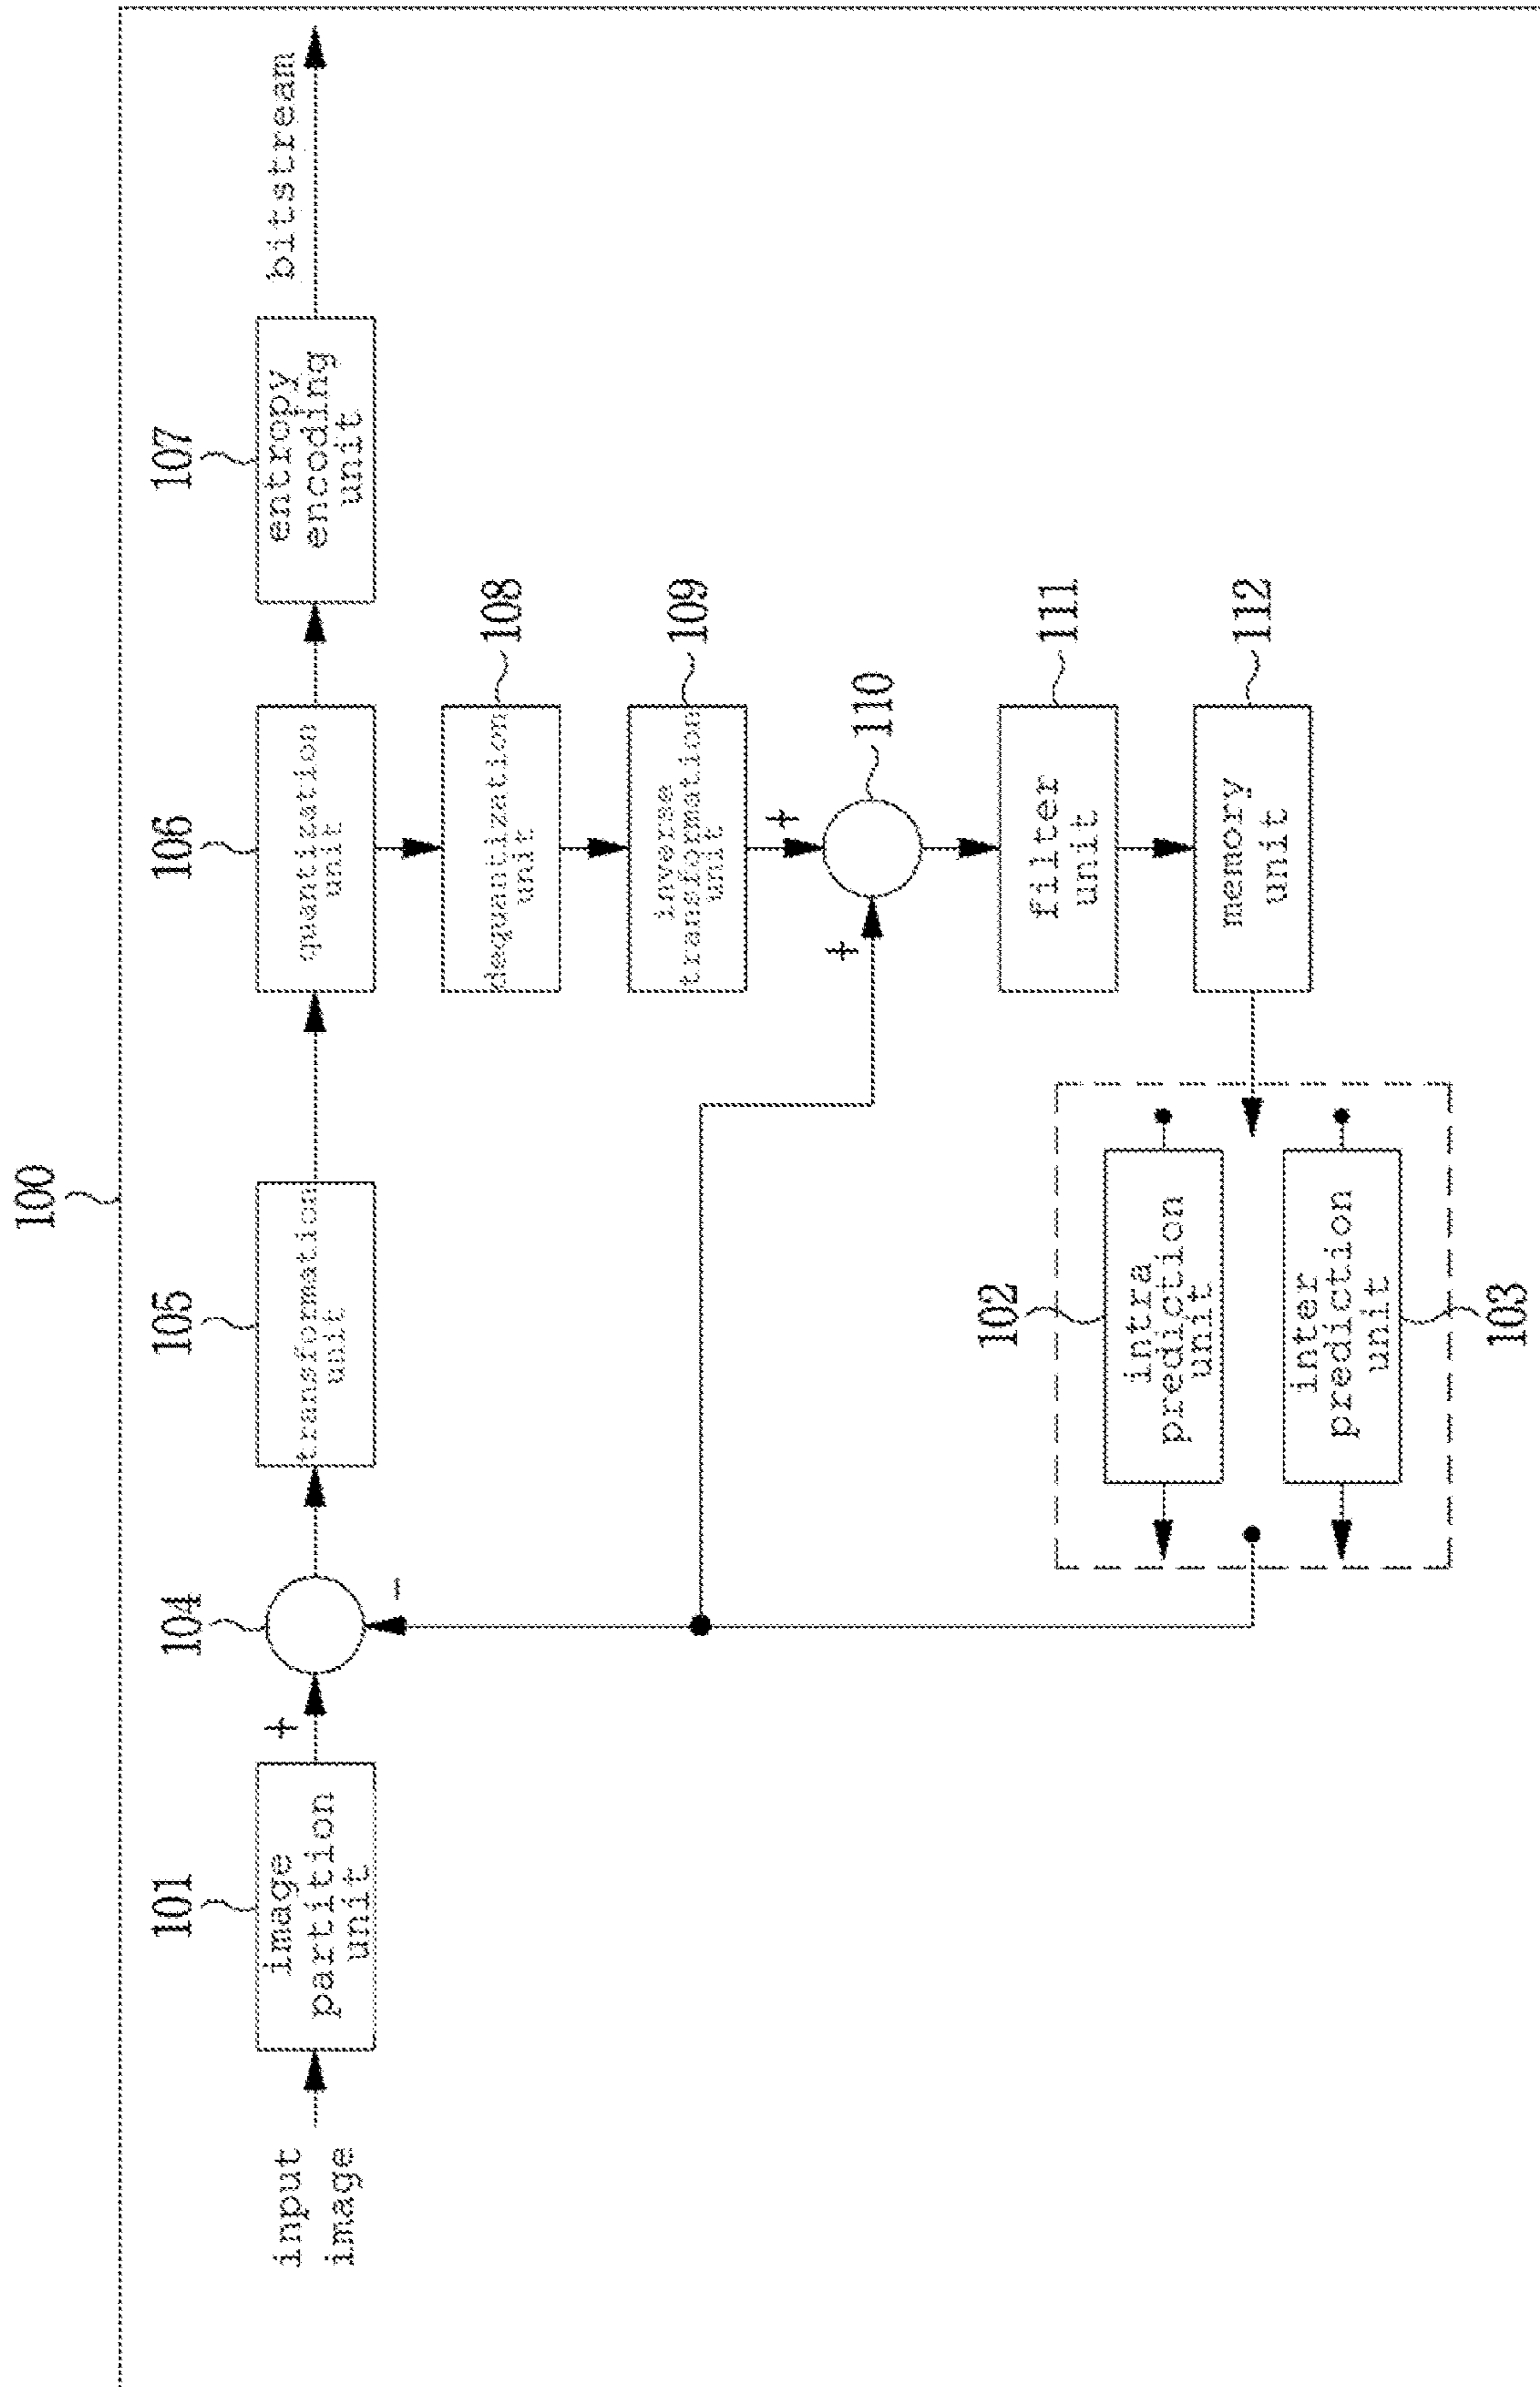 100
input
image
101
image
partition
unit
+
104
-
105
transformation
unit
106
quantization
unit
107
entropy
encoding
unit
bitstream
108
dequantization
unit
109
inverse
transformation
unit
+
+
110
111
filter
unit
112
memory
unit
102
intra
prediction
unit
103
inter
prediction
unit